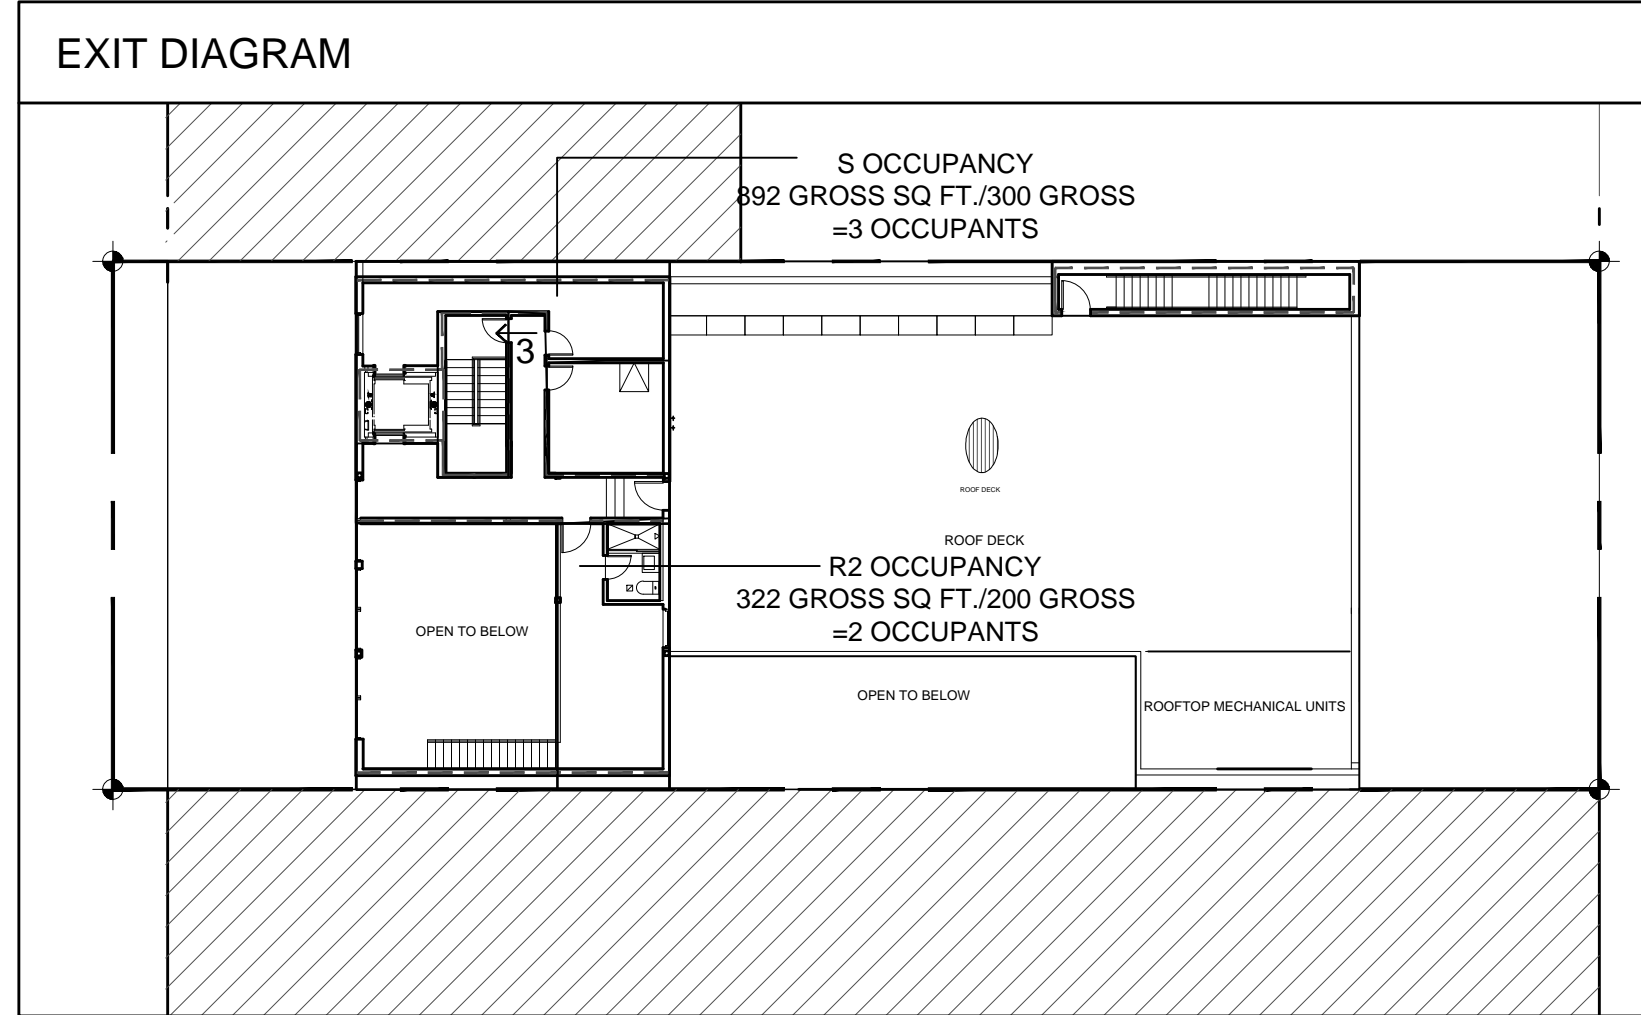 EXIT DIAGRAM
S OCCUPANCY
892 GROSS SQ FT./300 GROSS
=3 OCCUPANTS
3
ROOF DECK
ROOF DECK
R2 OCCUPANCY
322 GROSS SQ FT./200 GROSS
=2 OCCUPANTS
OPEN TO BELOW
OPEN TO BELOW
ROOFTOP MECHANICAL UNITS